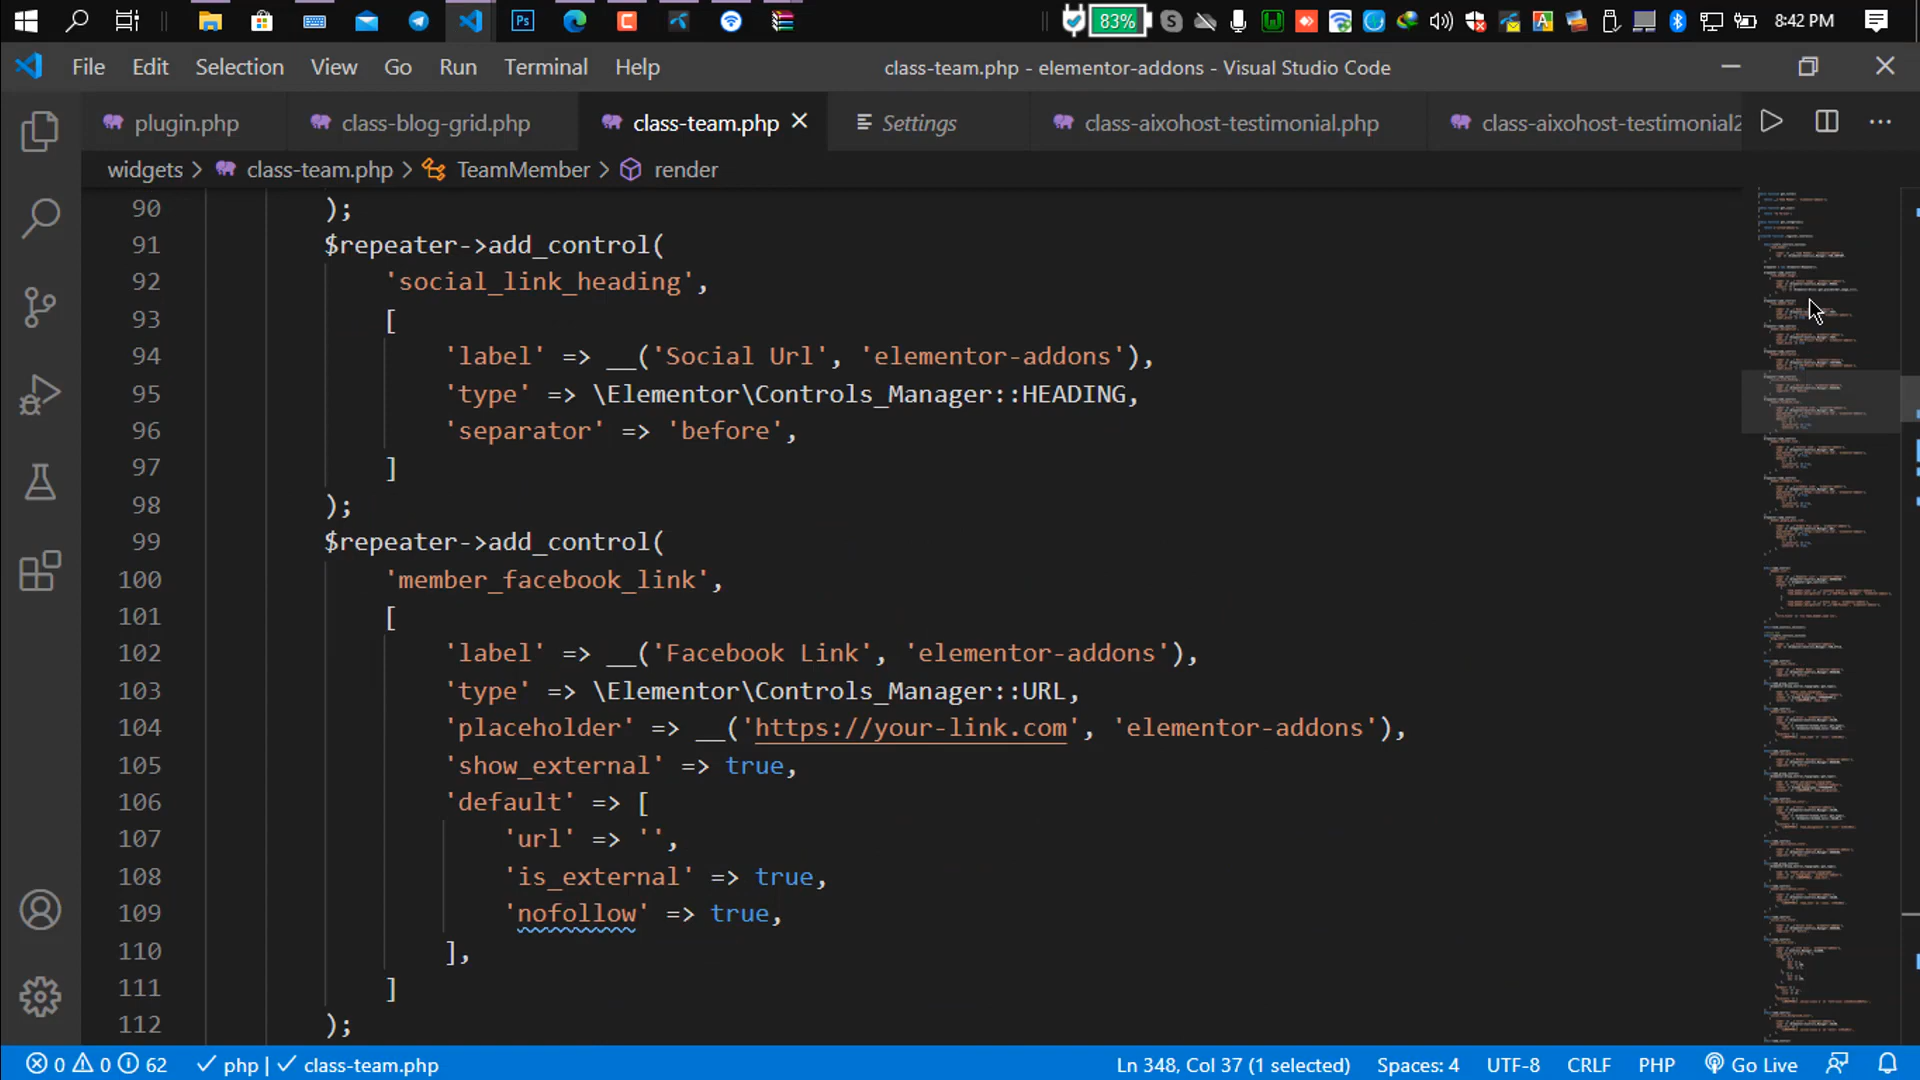 83%
8:42 PM
File Edit Selection View Go Run Terminal Help class-team.php - elementor-addons - Visual Studio Code
plugin.php class-blog-grid.php class-team.php Settings class-aixohost-testimonial.php class-aixohost-testimonial2
widgets > class-team.php > TeamMember > render
90 );
91 $repeater->add_control(
92 'social_link_heading',
93 [
94 'label' => __('Social Url', 'elementor-addons'),
95 'type' => \Elementor\Controls_Manager::HEADING,
96 'separator' => 'before',
97 ]
98 );
99 $repeater->add_control(
100 'member_facebook_link',
101 [
102 'label' => __('Facebook Link', 'elementor-addons'),
103 'type' => \Elementor\Controls_Manager::URL,
104 'placeholder' => __('https://your-link.com', 'elementor-addons'),
105 'show_external' => true,
106 'default' => [
107 'url' => '',
108 'is_external' => true,
109 'nofollow' => true,
110 ],
111 ]
112 );
0 0 62 php | class-team.php Ln 348, Col 37 (1 selected) Spaces: 4 UTF-8 CRLF PHP Go Live